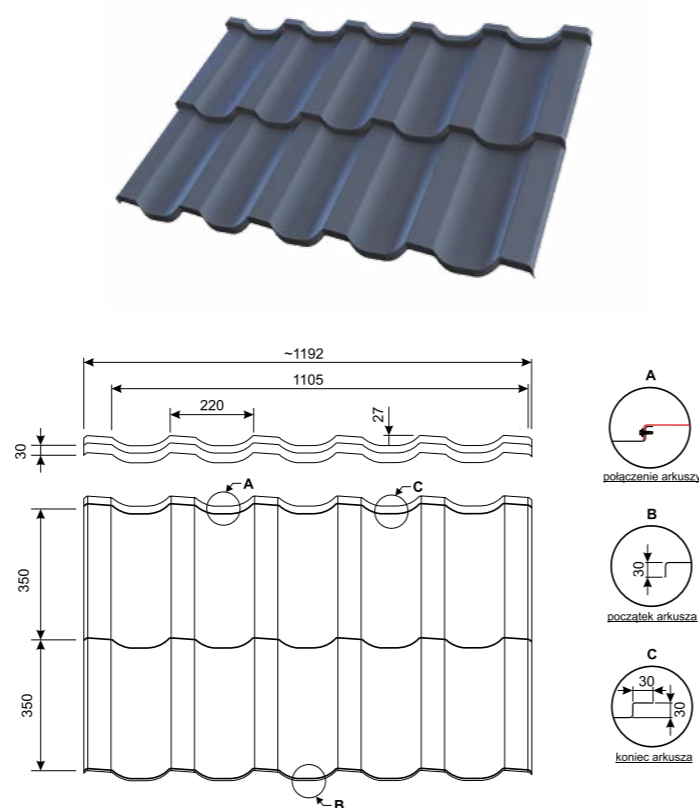 ~1192
1105
220
27
30
A
C
350
350
B
A
połączenie arkuszy
B
30
początek arkusza
C
30
30
koniec arkusza